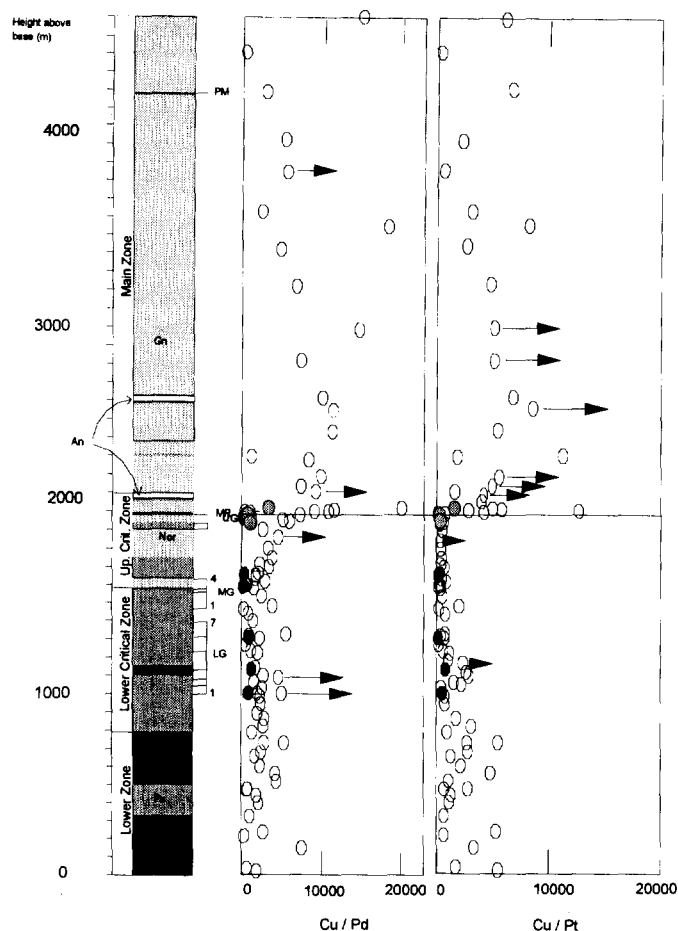 Height above
base (m)
PM
4000
Main Zone
3000
Gn
An
2000
Up. Crit. Zone
MR
UG
Nor
4
MG
1
Lower Critical Zone
7
LG
1000
1
Lower Zone
0
0 10000 20000
0 10000 20000
Cu / Pd
Cu / Pt